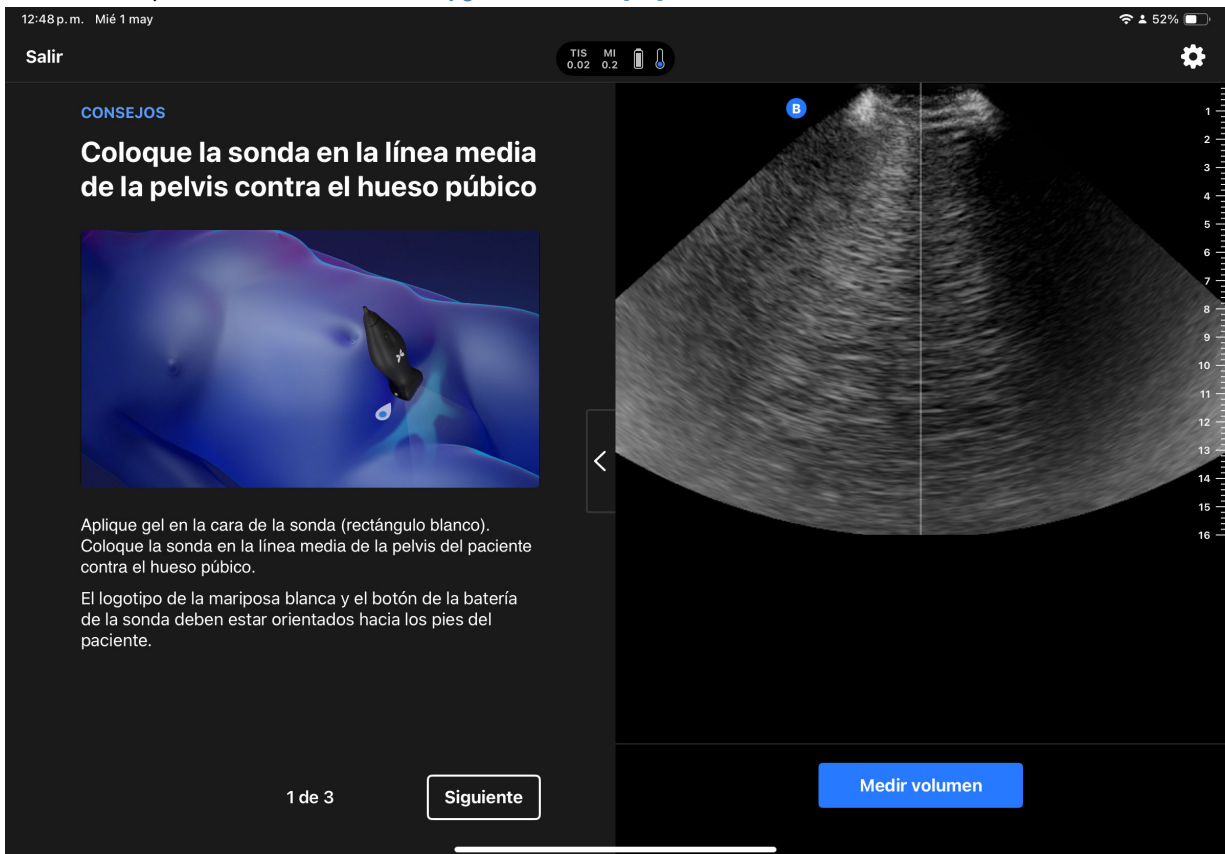 12:48 p. m. Mié 1 may
52%
Salir
TIS MI
0.02 0.2
CONSEJOS
Coloque la sonda en la línea media
de la pelvis contra el hueso púbico
Aplique gel en la cara de la sonda (rectángulo blanco).
Coloque la sonda en la línea media de la pelvis del paciente
contra el hueso púbico.
El logotipo de la mariposa blanca y el botón de la batería
de la sonda deben estar orientados hacia los pies del
paciente.
1 de 3
Siguiente
B
1
2
3
4
5
6
7
8
9
10
11
12
13
14
15
16
Medir volumen